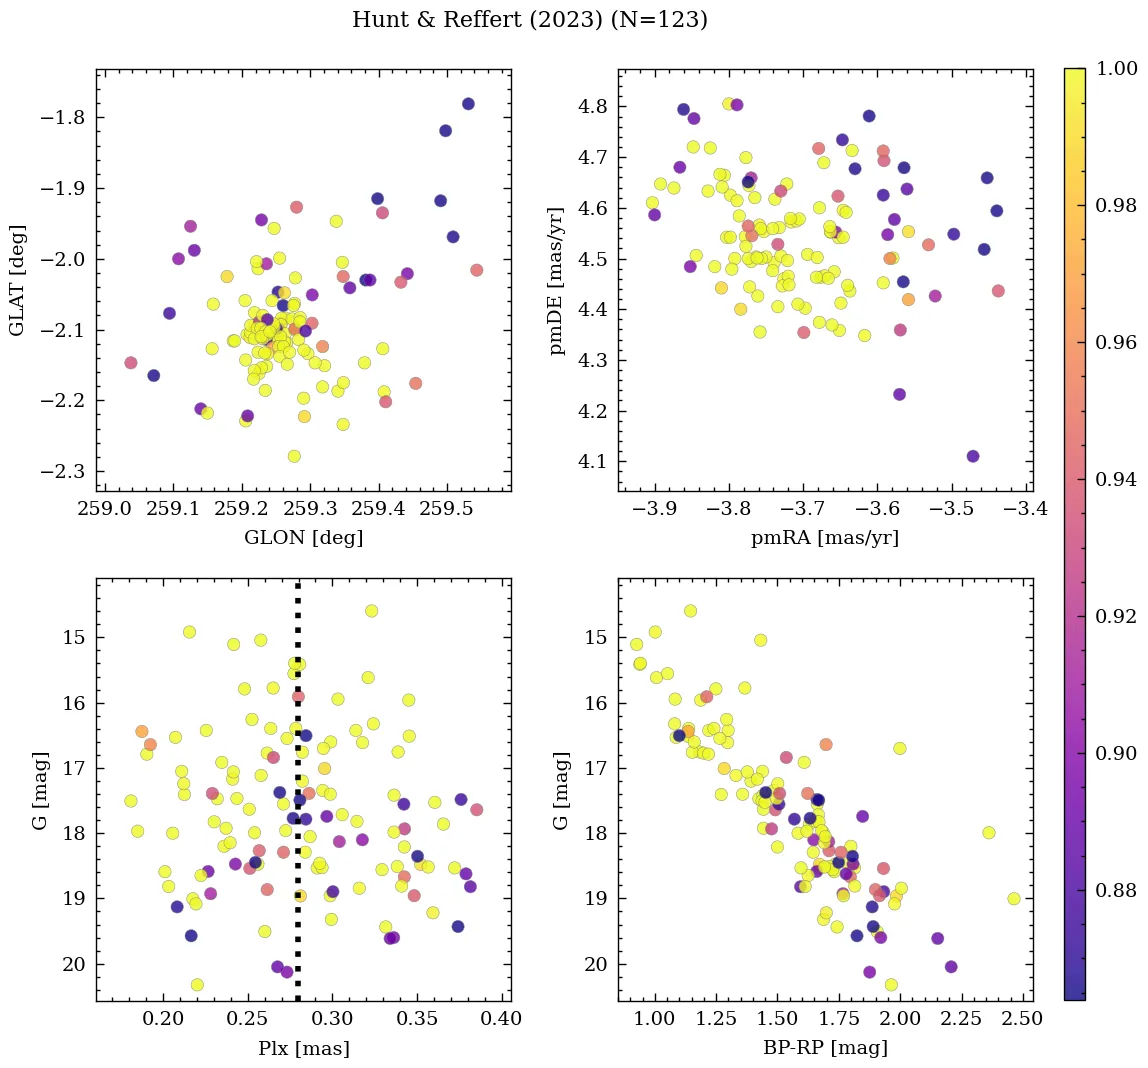 Hunt & Reffert (2023) (N=123)
−1.8
−1.9
−2.0
−2.1
−2.2
−2.3
GLAT [deg]
259.0 259.1 259.2 259.3 259.4 259.5
GLON [deg]
4.8
4.7
4.6
4.5
4.4
4.3
4.2
4.1
pmDE [mas/yr]
−3.9 −3.8 −3.7 −3.6 −3.5 −3.4
pmRA [mas/yr]
15
16
17
18
19
20
G [mag]
0.20 0.25 0.30 0.35 0.40
Plx [mas]
15
16
17
18
19
20
G [mag]
1.00 1.25 1.50 1.75 2.00 2.25 2.50
BP-RP [mag]
1.00
0.98
0.96
0.94
0.92
0.90
0.88